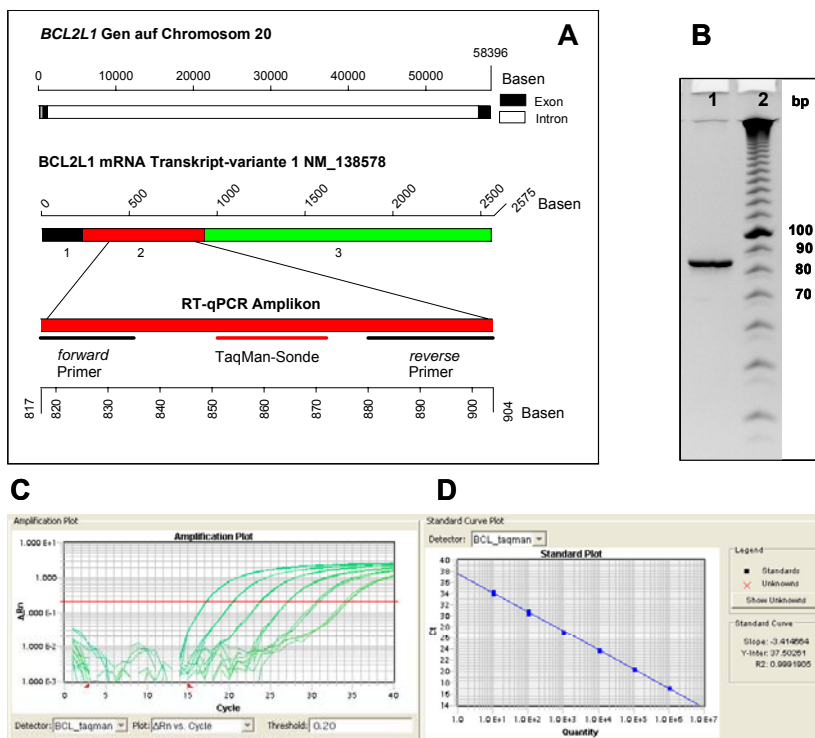 BCL2L1 Gen auf Chromosom 20
A
58396
0 10000 20000 30000 40000 50000 Basen
Exon
Intron
BCL2L1 mRNA Transkript-variante 1 NM_138578
0 500 1000 1500 2000 2500 2575 Basen
1 2 3
RT-qPCR Amplikon
forward Primer
TaqMan-Sonde
reverse Primer
817 820 830 840 850 860 870 880 890 900 904 Basen
B
1 2 bp
100
90
80
70
C
Amplification Plot
Amplification Plot
1.000 E+1
1.000
1.000 E-1
1.000 E-2
1.000 E-3
ΔRn
0 5 10 15 20 25 30 35 40
Cycle
Detector: BCL_taqman Plot: ΔRn vs. Cycle Threshold: 0.20
D
Standard Curve Plot
Detector: BCL_taqman
Standard Plot
40
38
36
34
32
30
28
26
24
22
20
18
16
14
Ct
1.0 1.0 E+1 1.0 E+2 1.0 E+3 1.0 E+4 1.0 E+5 1.0 E+6 1.0 E+7
Quantity
Legend
Standards
Unknowns
Show Unknowns
Standard Curve
Slope: -3.414664
Y-Inter: 37.50261
R2: 0.9991905